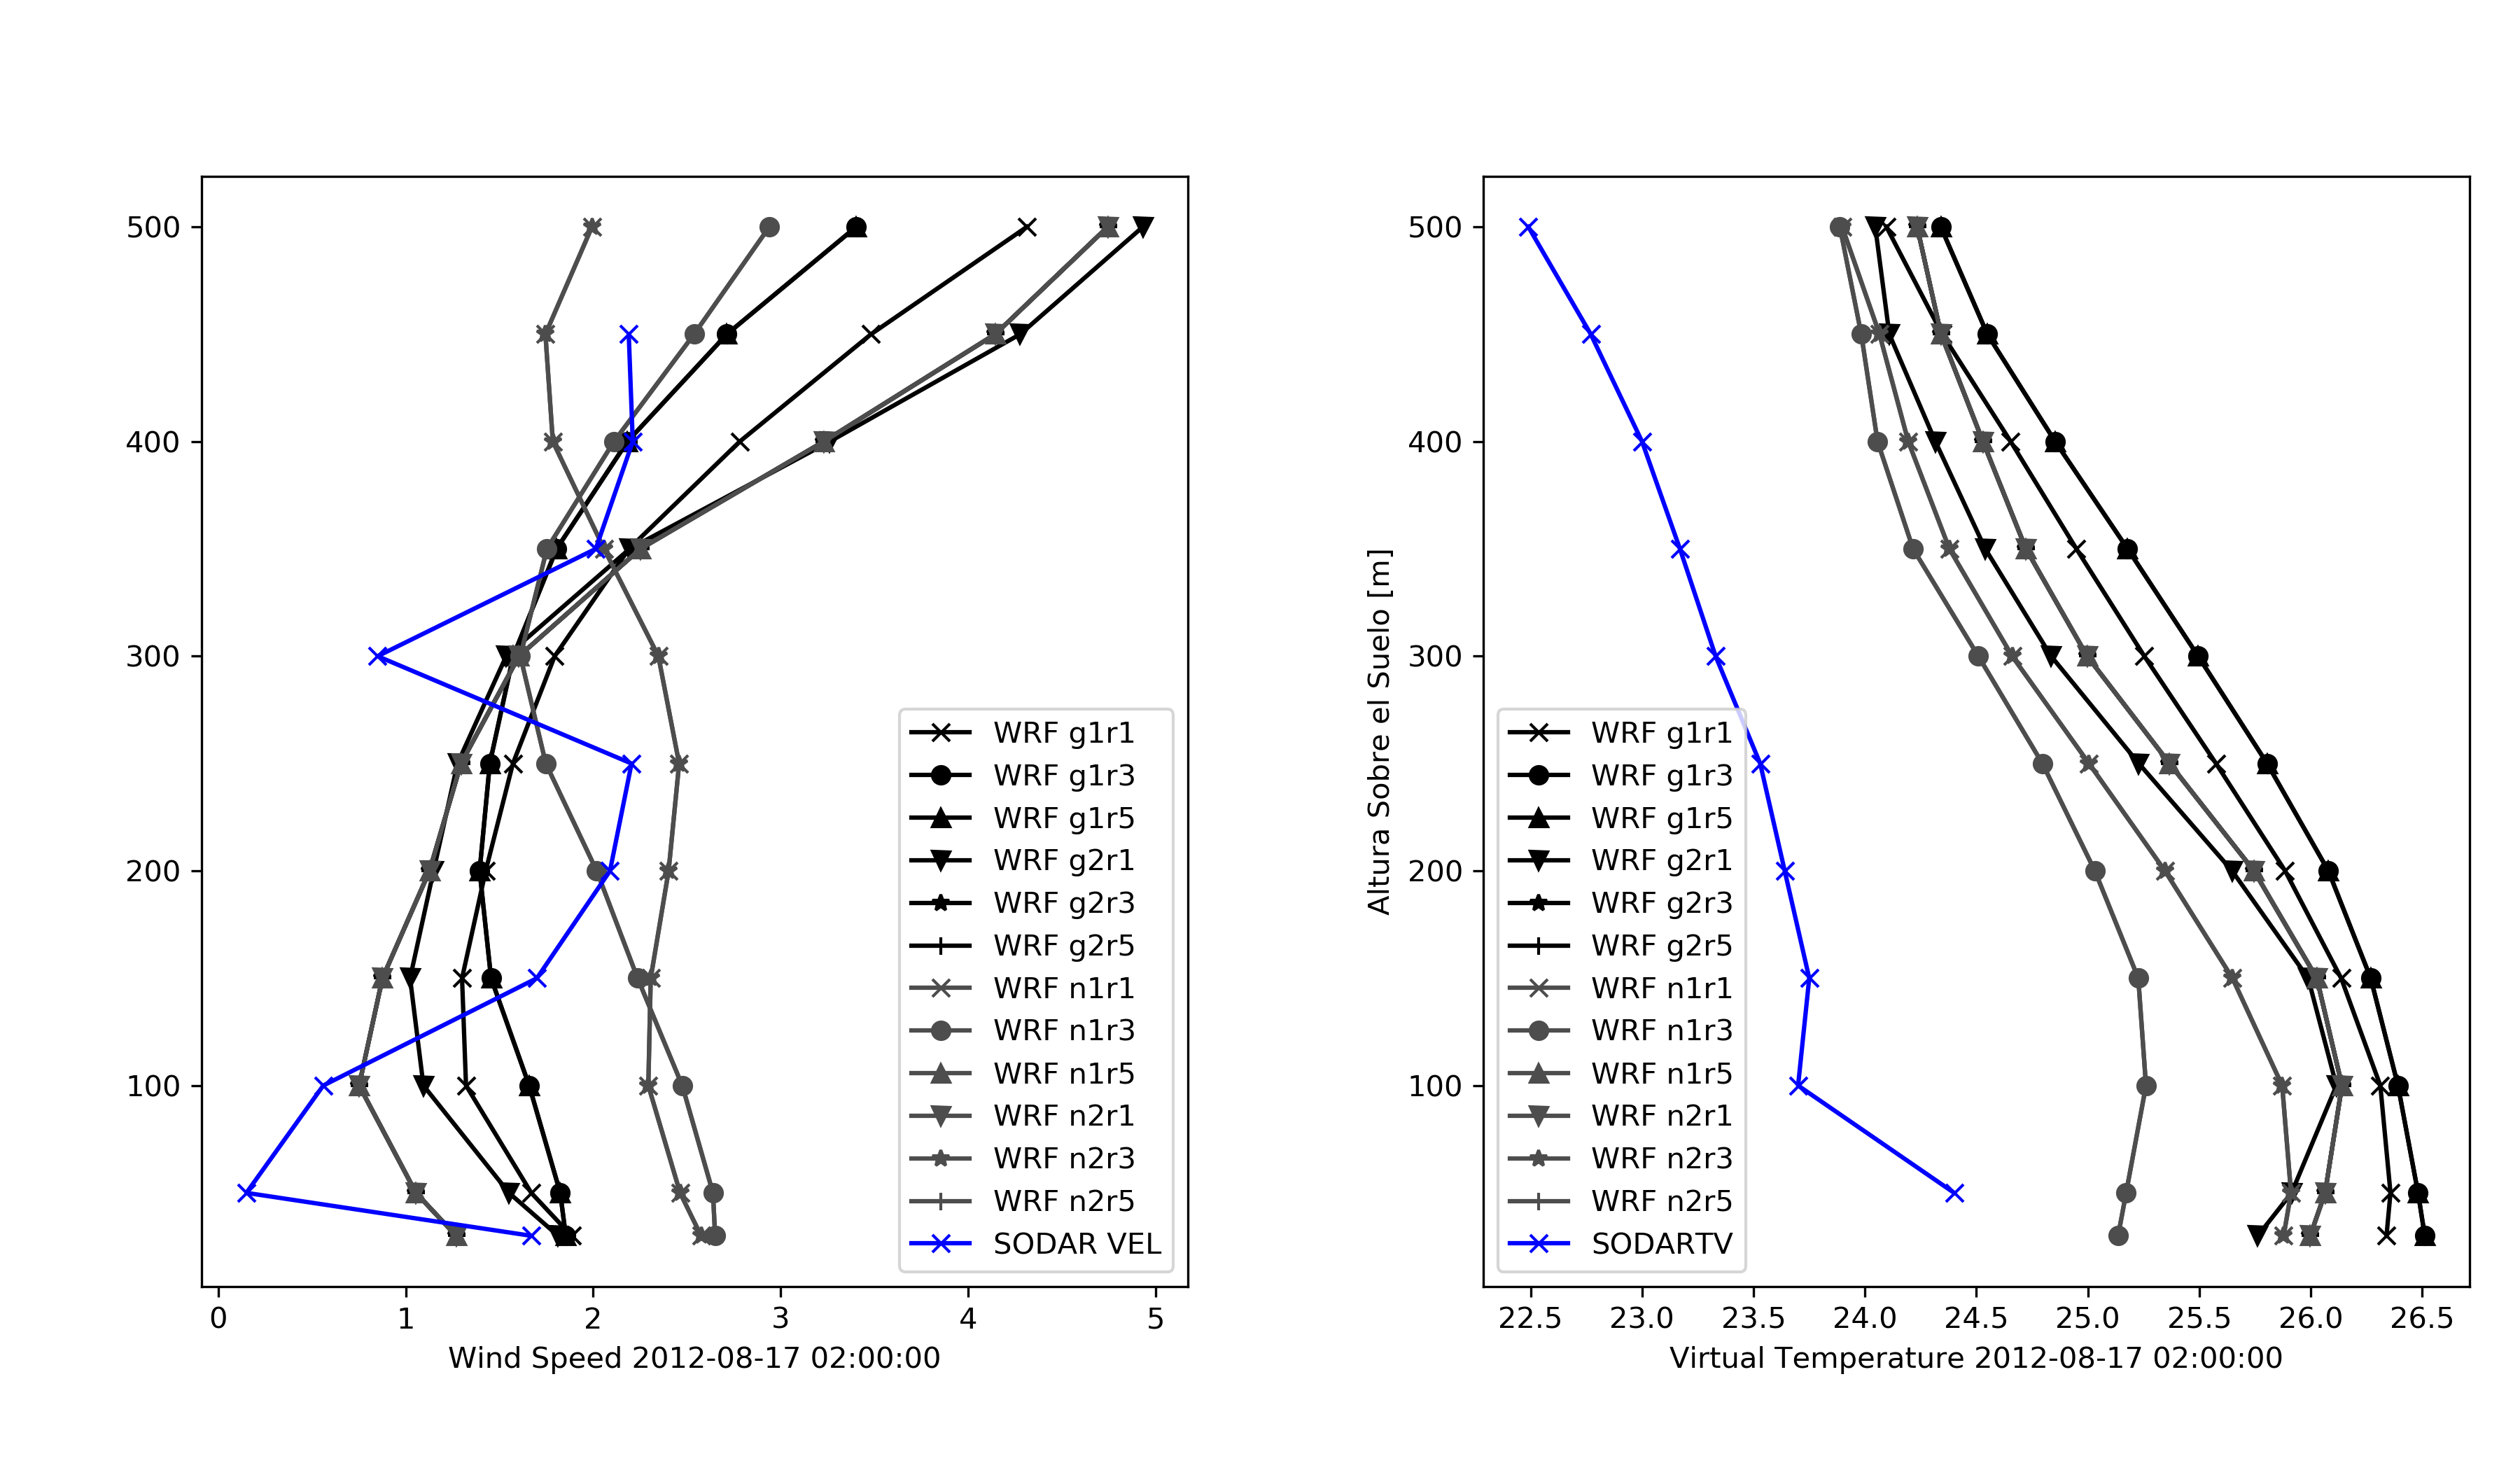 500
400
300
200
100
WRF g1r1
WRF g1r3
WRF g1r5
WRF g2r1
WRF g2r3
WRF g2r5
WRF n1r1
WRF n1r3
WRF n1r5
WRF n2r1
WRF n2r3
WRF n2r5
SODAR VEL
0 1 2 3 4 5
Wind Speed 2012-08-17 02:00:00
Altura Sobre el Suelo [m]
500
400
300
200
100
WRF g1r1
WRF g1r3
WRF g1r5
WRF g2r1
WRF g2r3
WRF g2r5
WRF n1r1
WRF n1r3
WRF n1r5
WRF n2r1
WRF n2r3
WRF n2r5
SODARTV
22.5 23.0 23.5 24.0 24.5 25.0 25.5 26.0 26.5
Virtual Temperature 2012-08-17 02:00:00